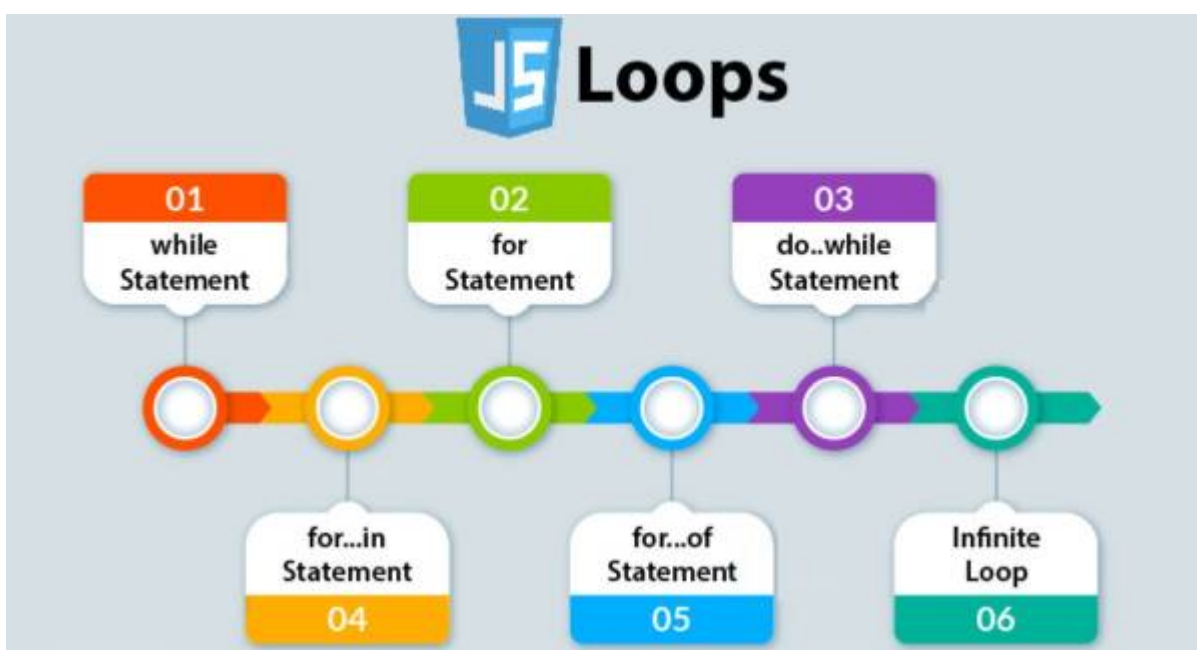 JS Loops
01
while
Statement
02
for
Statement
03
do..while
Statement
for...in
Statement
04
for...of
Statement
05
Infinite
Loop
06